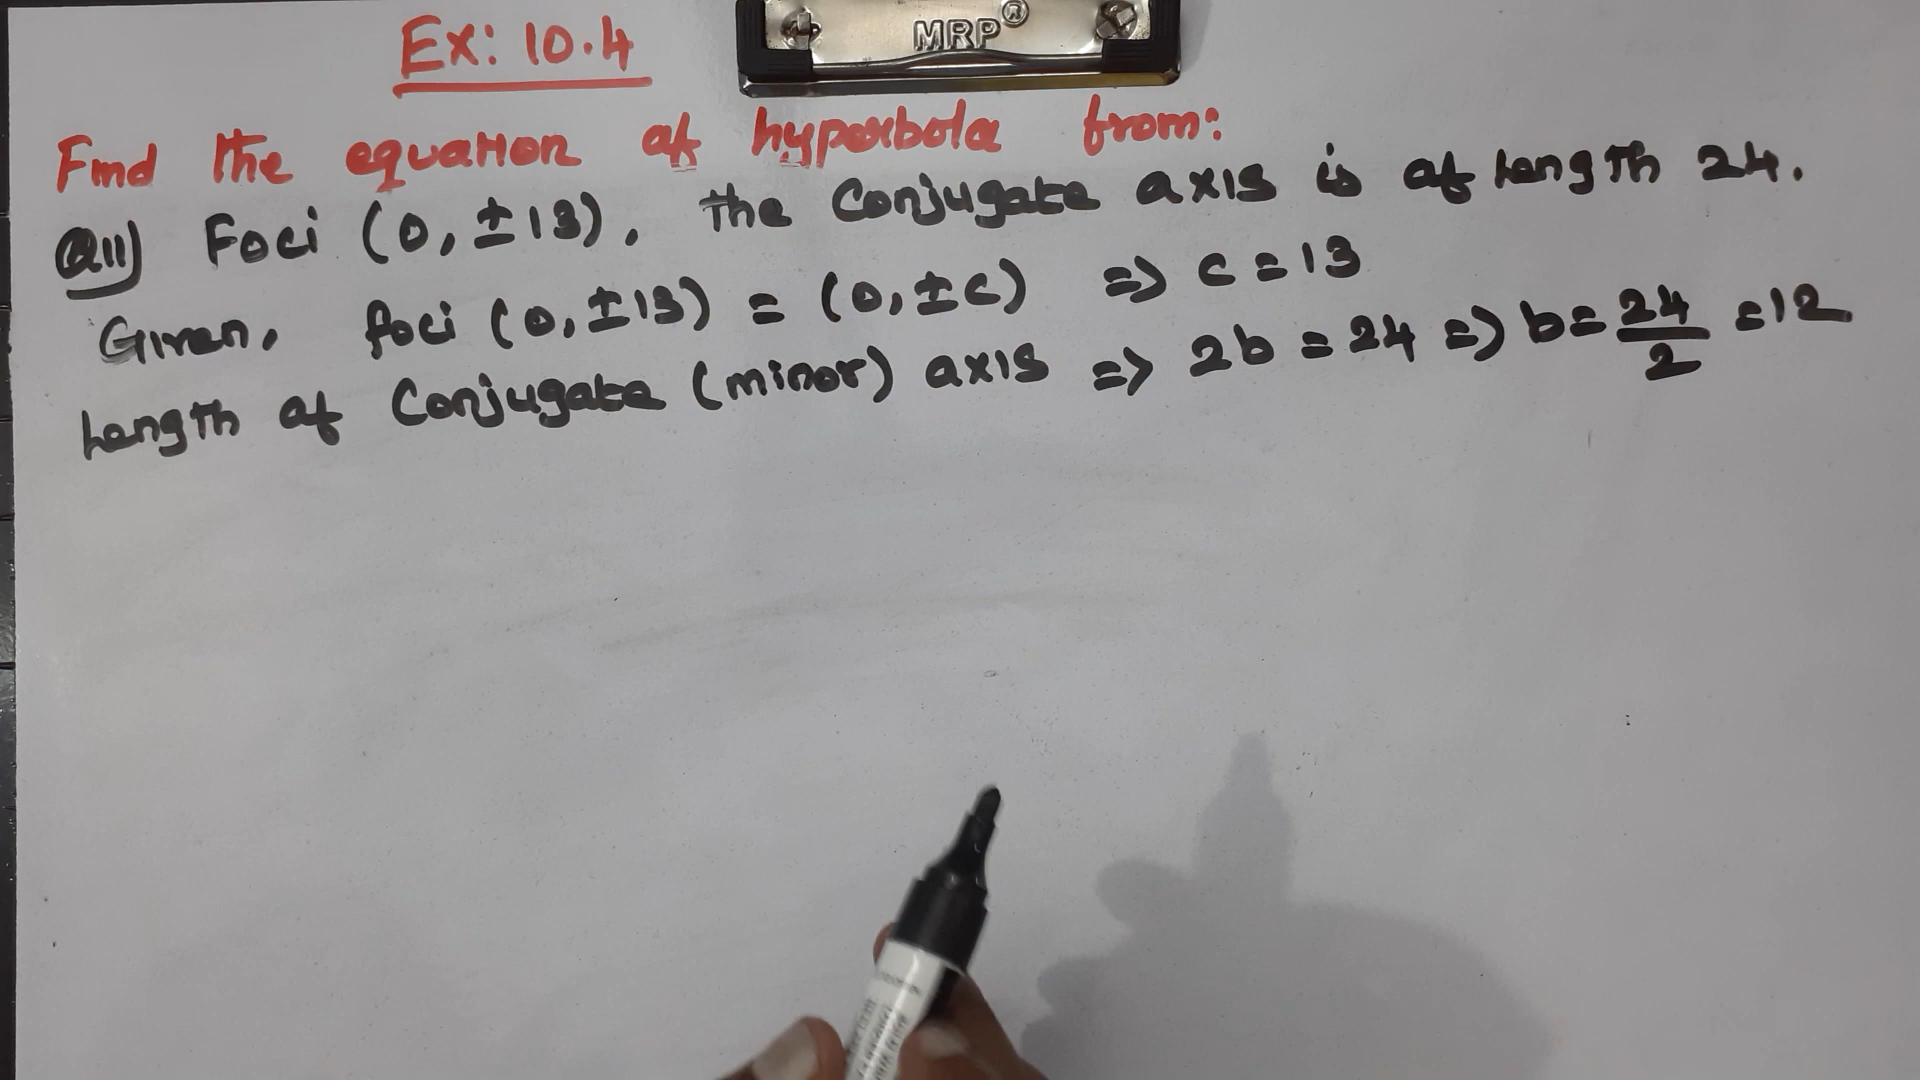 MRP®
Ex: 10.4
Find the equation of hyperbola from:
Q11) Foci (0, ±13), the Conjugate axis is of length 24.
Given, foci (0, ±13) = (0, ±c) => c = 13
Length of Conjugate (minor) axis => 2b = 24 => b = 24/2 = 12